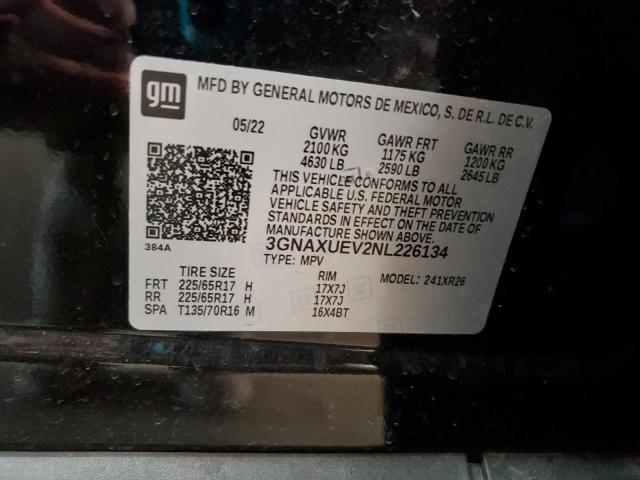 gm
MFD BY GENERAL MOTORS DE MEXICO, S. DE R.L. DE C.V.
05/22 GVWR GAWR FRT GAWR RR
2100 KG 1175 KG 1200 KG
4630 LB 2590 LB 2645 LB
THIS VEHICLE CONFORMS TO ALL
APPLICABLE U.S. FEDERAL MOTOR
VEHICLE SAFETY AND THEFT PREVENTION
STANDARDS IN EFFECT ON THE DATE OF
MANUFACTURE SHOWN ABOVE.
3GNAXUEV2NL226134
384A TYPE: MPV MODEL: 241XR26
TIRE SIZE RIM
FRT 225/65R17 H 17X7J
RR 225/65R17 H 17X7J
SPA T135/70R16 M 16X4BT